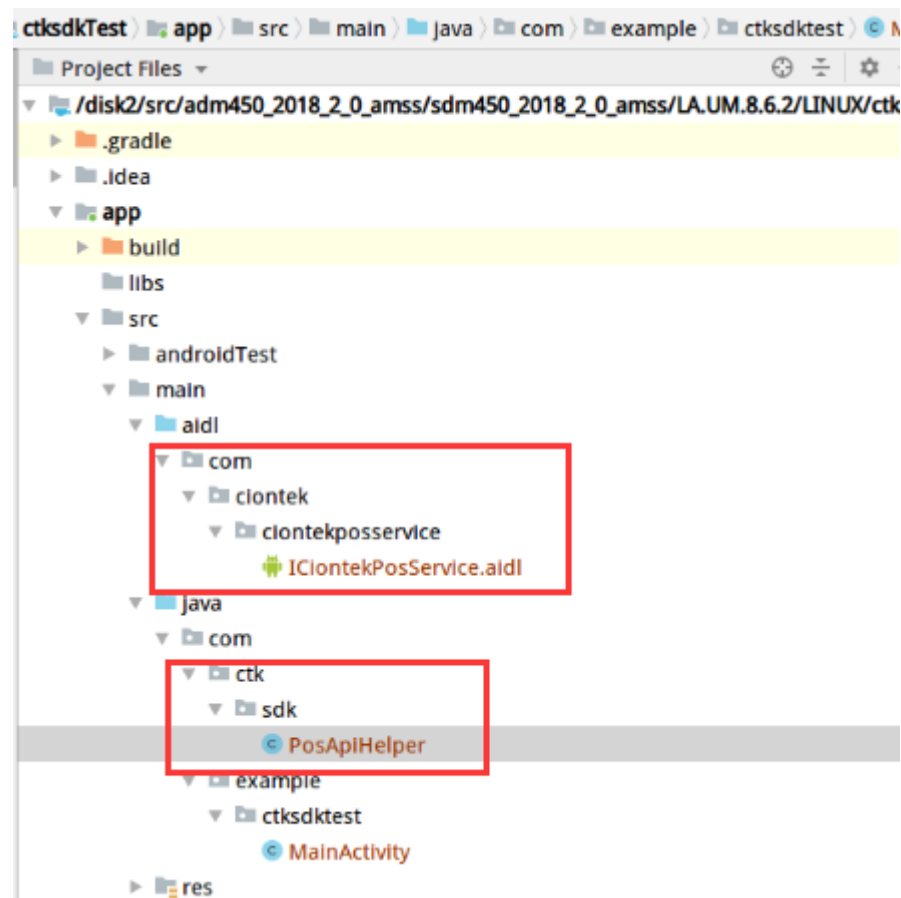 ctksdkTest app src main java com example ctksdktest
Project Files
/disk2/src/adm450_2018_2_0_amss/sdm450_2018_2_0_amss/LA.UM.8.6.2/LINUX/ctk
.gradle
.idea
app
build
libs
src
androidTest
main
aidl
com
ciontek
ciontekposservice
ICiontekPosService.aidl
java
com
ctk
sdk
PosApiHelper
example
ctksdktest
MainActivity
res